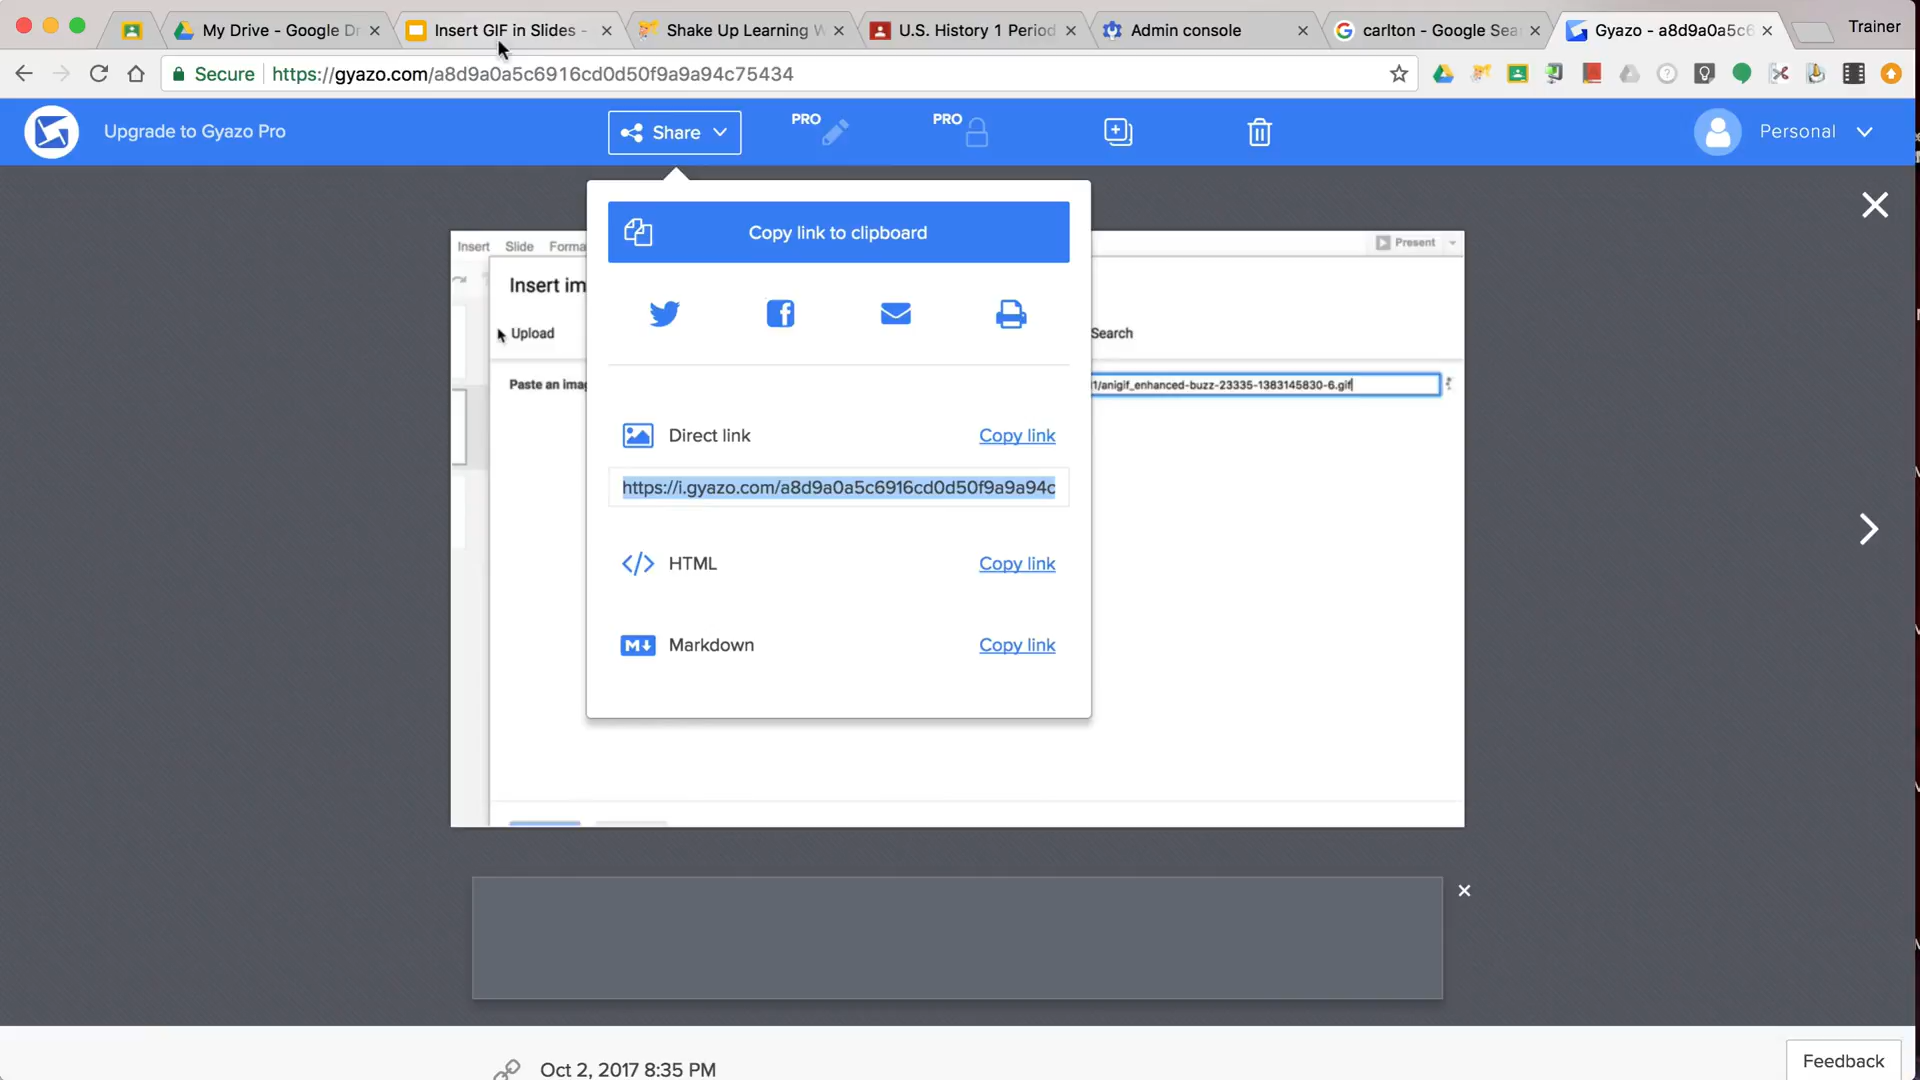 My Drive - Google Dr
Insert GIF in Slides -
Shake Up Learning W
U.S. History 1 Period
Admin console
carlton - Google Sea
Gyazo - a8d9a0a5c6
Trainer
Secure
https://gyazo.com/a8d9a0a5c6916cd0d50f9a9a94c75434
Upgrade to Gyazo Pro
Share
PRO
PRO
Personal
Copy link to clipboard
Insert
Slide
Forma
Present
Insert im
Upload
Search
Paste an imag
1/anigif_enhanced-buzz-23335-1383145830-6.gif
Direct link
Copy link
https://i.gyazo.com/a8d9a0a5c6916cd0d50f9a9a94c
HTML
Copy link
M
Markdown
Copy link
Oct 2, 2017 8:35 PM
Feedback